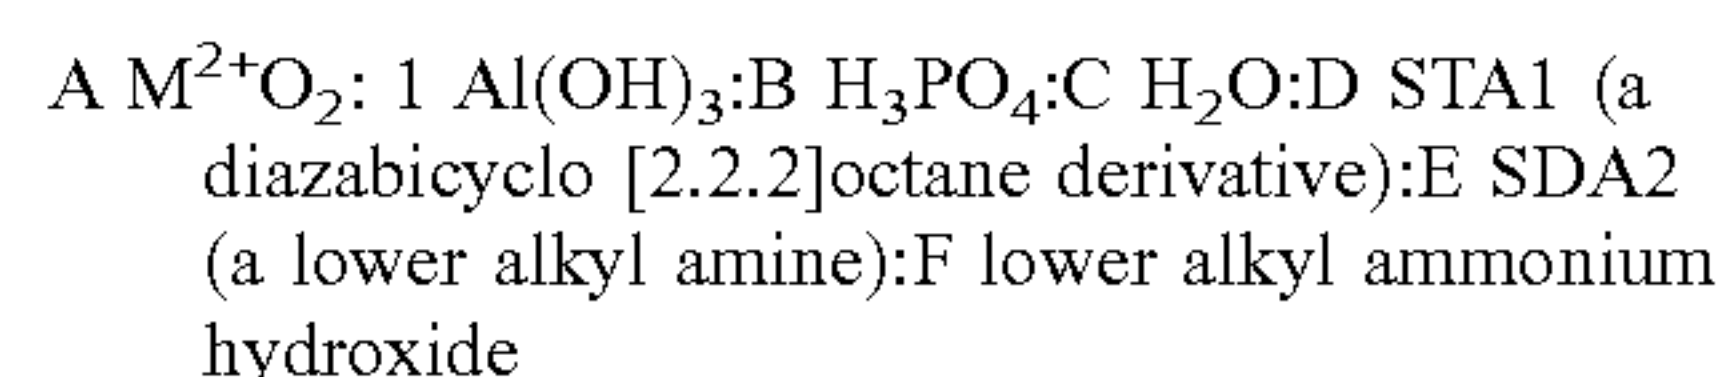 A M²⁺O₂: 1 Al(OH)₃:B H₃PO₄:C H₂O:D STA1 (a
diazabicyclo [2.2.2]octane derivative):E SDA2
(a lower alkyl amine):F lower alkyl ammonium
hydroxide